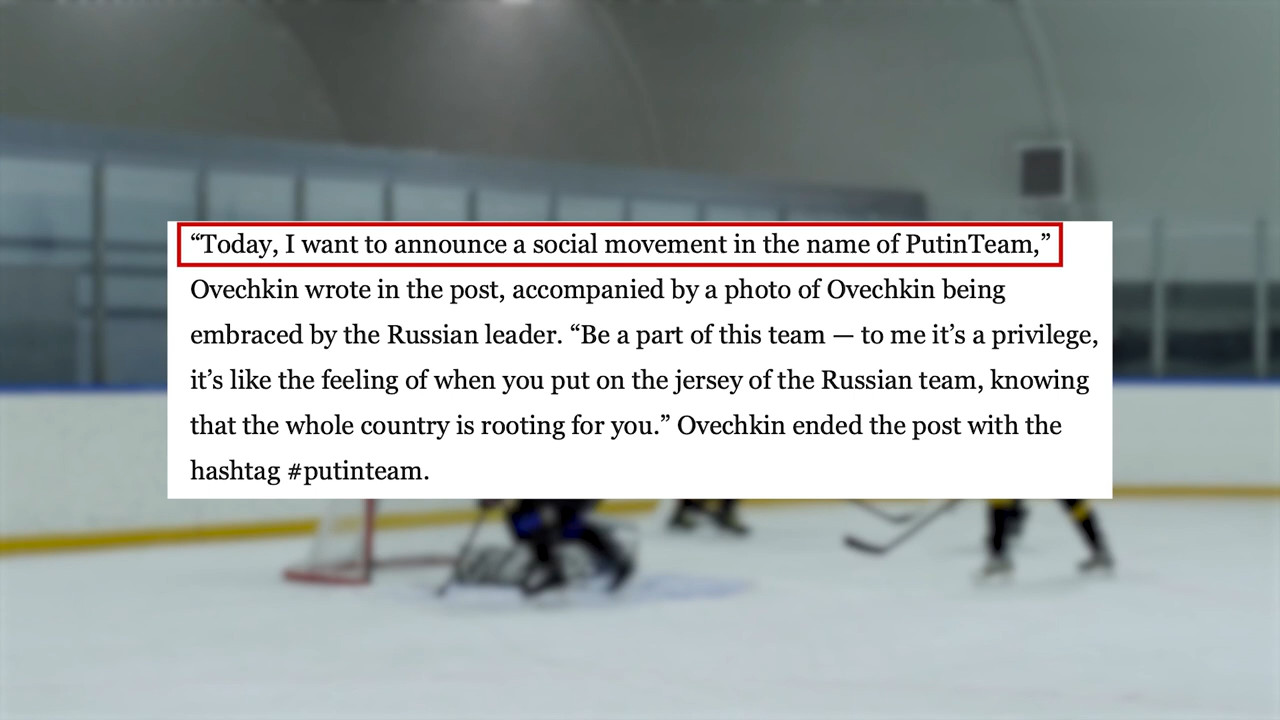 “Today, I want to announce a social movement in the name of PutinTeam,”
Ovechkin wrote in the post, accompanied by a photo of Ovechkin being
embraced by the Russian leader. “Be a part of this team — to me it’s a privilege,
it’s like the feeling of when you put on the jersey of the Russian team, knowing
that the whole country is rooting for you.” Ovechkin ended the post with the
hashtag #putinteam.